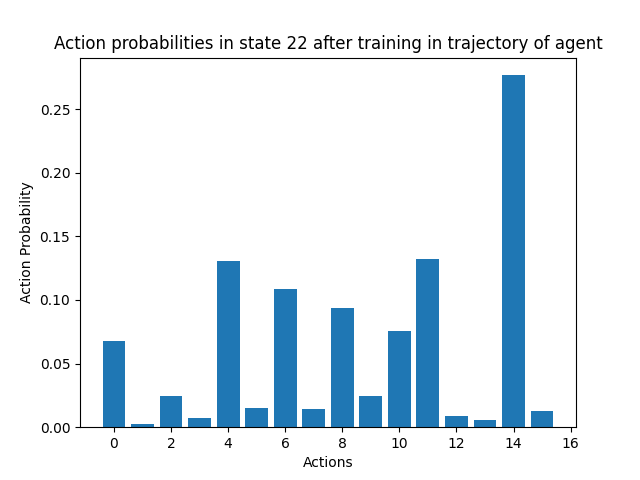 Action probabilities in state 22 after training in trajectory of agent
Action Probability
0.25
0.20
0.15
0.10
0.05
0.00
0 2 4 6 8 10 12 14 16
Actions